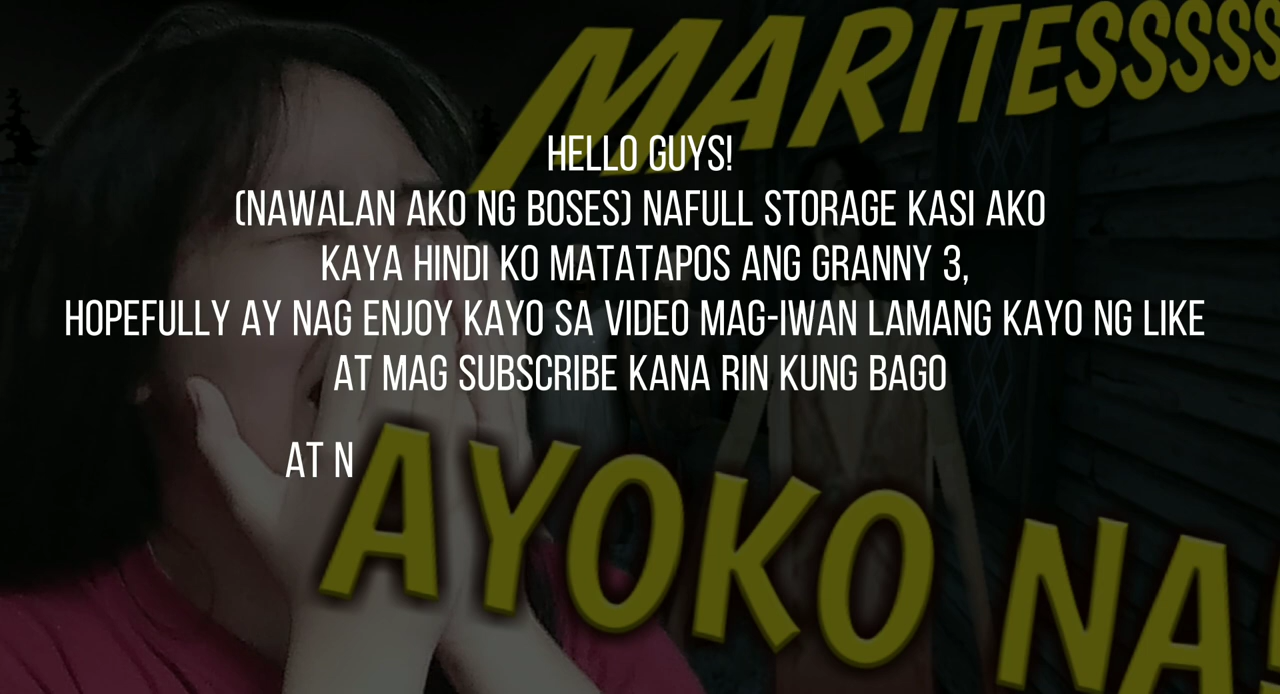 MARITESSSSS
HELLO GUYS!
(NAWALAN AKO NG BOSES) NAFULL STORAGE KASI AKO
KAYA HINDI KO MATATAPOS ANG GRANNY 3,
HOPEFULLY AY NAG ENJOY KAYO SA VIDEO MAG-IWAN LAMANG KAYO NG LIKE
AT MAG SUBSCRIBE KANA RIN KUNG BAGO
AT N
AYOKO NA!